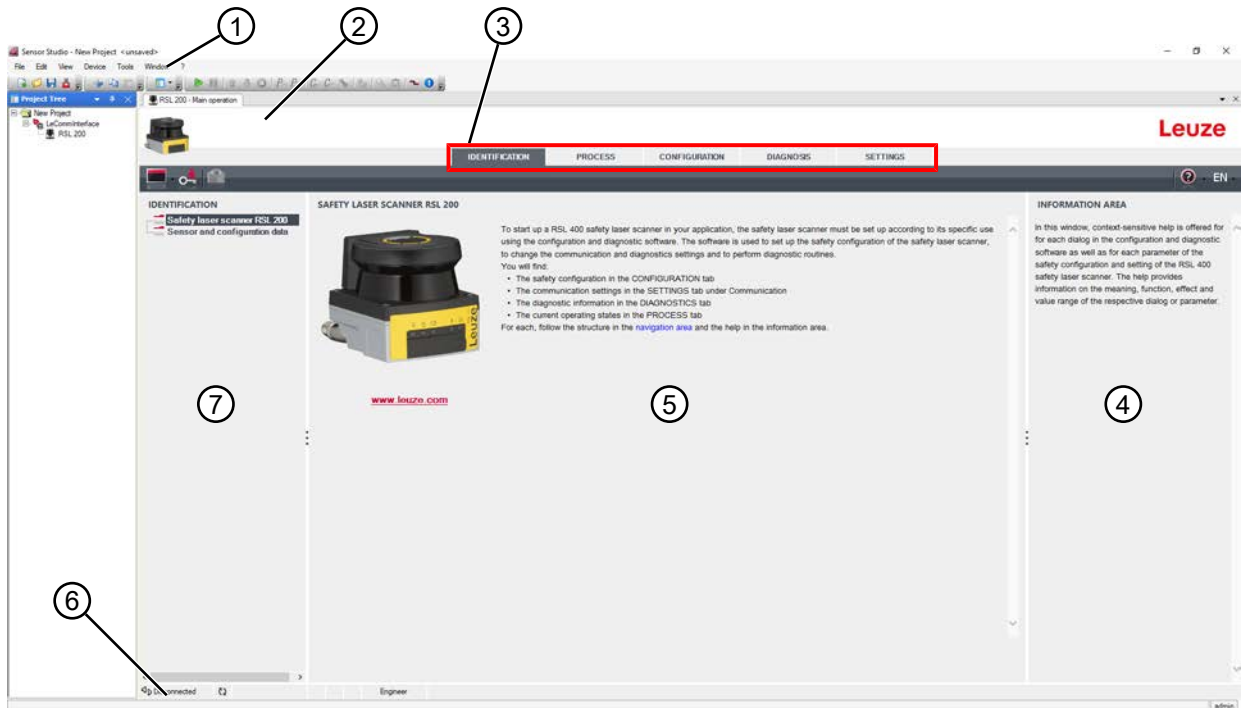 1
2
3
Sensor Studio - New Project <unsaved>
File Edit View Device Tools Window ?
Project Tree
RSL 200 - Main operation
New Project
LeCommInterface
RSL 200
Leuze
IDENTIFICATION PROCESS CONFIGURATION DIAGNOSIS SETTINGS
? EN
IDENTIFICATION
Safety laser scanner RSL 200
Sensor and configuration data
SAFETY LASER SCANNER RSL 200
Leuze
To start up a RSL 400 safety laser scanner in your application, the safety laser scanner must be set up according to its specific use
using the configuration and diagnostic software. The software is used to set up the safety configuration of the safety laser scanner,
to change the communication and diagnostics settings and to perform diagnostic routines.
You will find:
• The safety configuration in the CONFIGURATION tab
• The communication settings in the SETTINGS tab under Communication
• The diagnostic information in the DIAGNOSTICS tab
• The current operating states in the PROCESS tab
For each, follow the structure in the navigation area and the help in the information area.
www.leuze.com
INFORMATION AREA
In this window, context-sensitive help is offered for
for each dialog in the configuration and diagnostic
software as well as for each parameter of the
safety configuration and setting of the RSL 400
safety laser scanner. The help provides
information on the meaning, function, effect and
value range of the respective dialog or parameter.
7
5
4
6
Disconnected
Engineer
admin